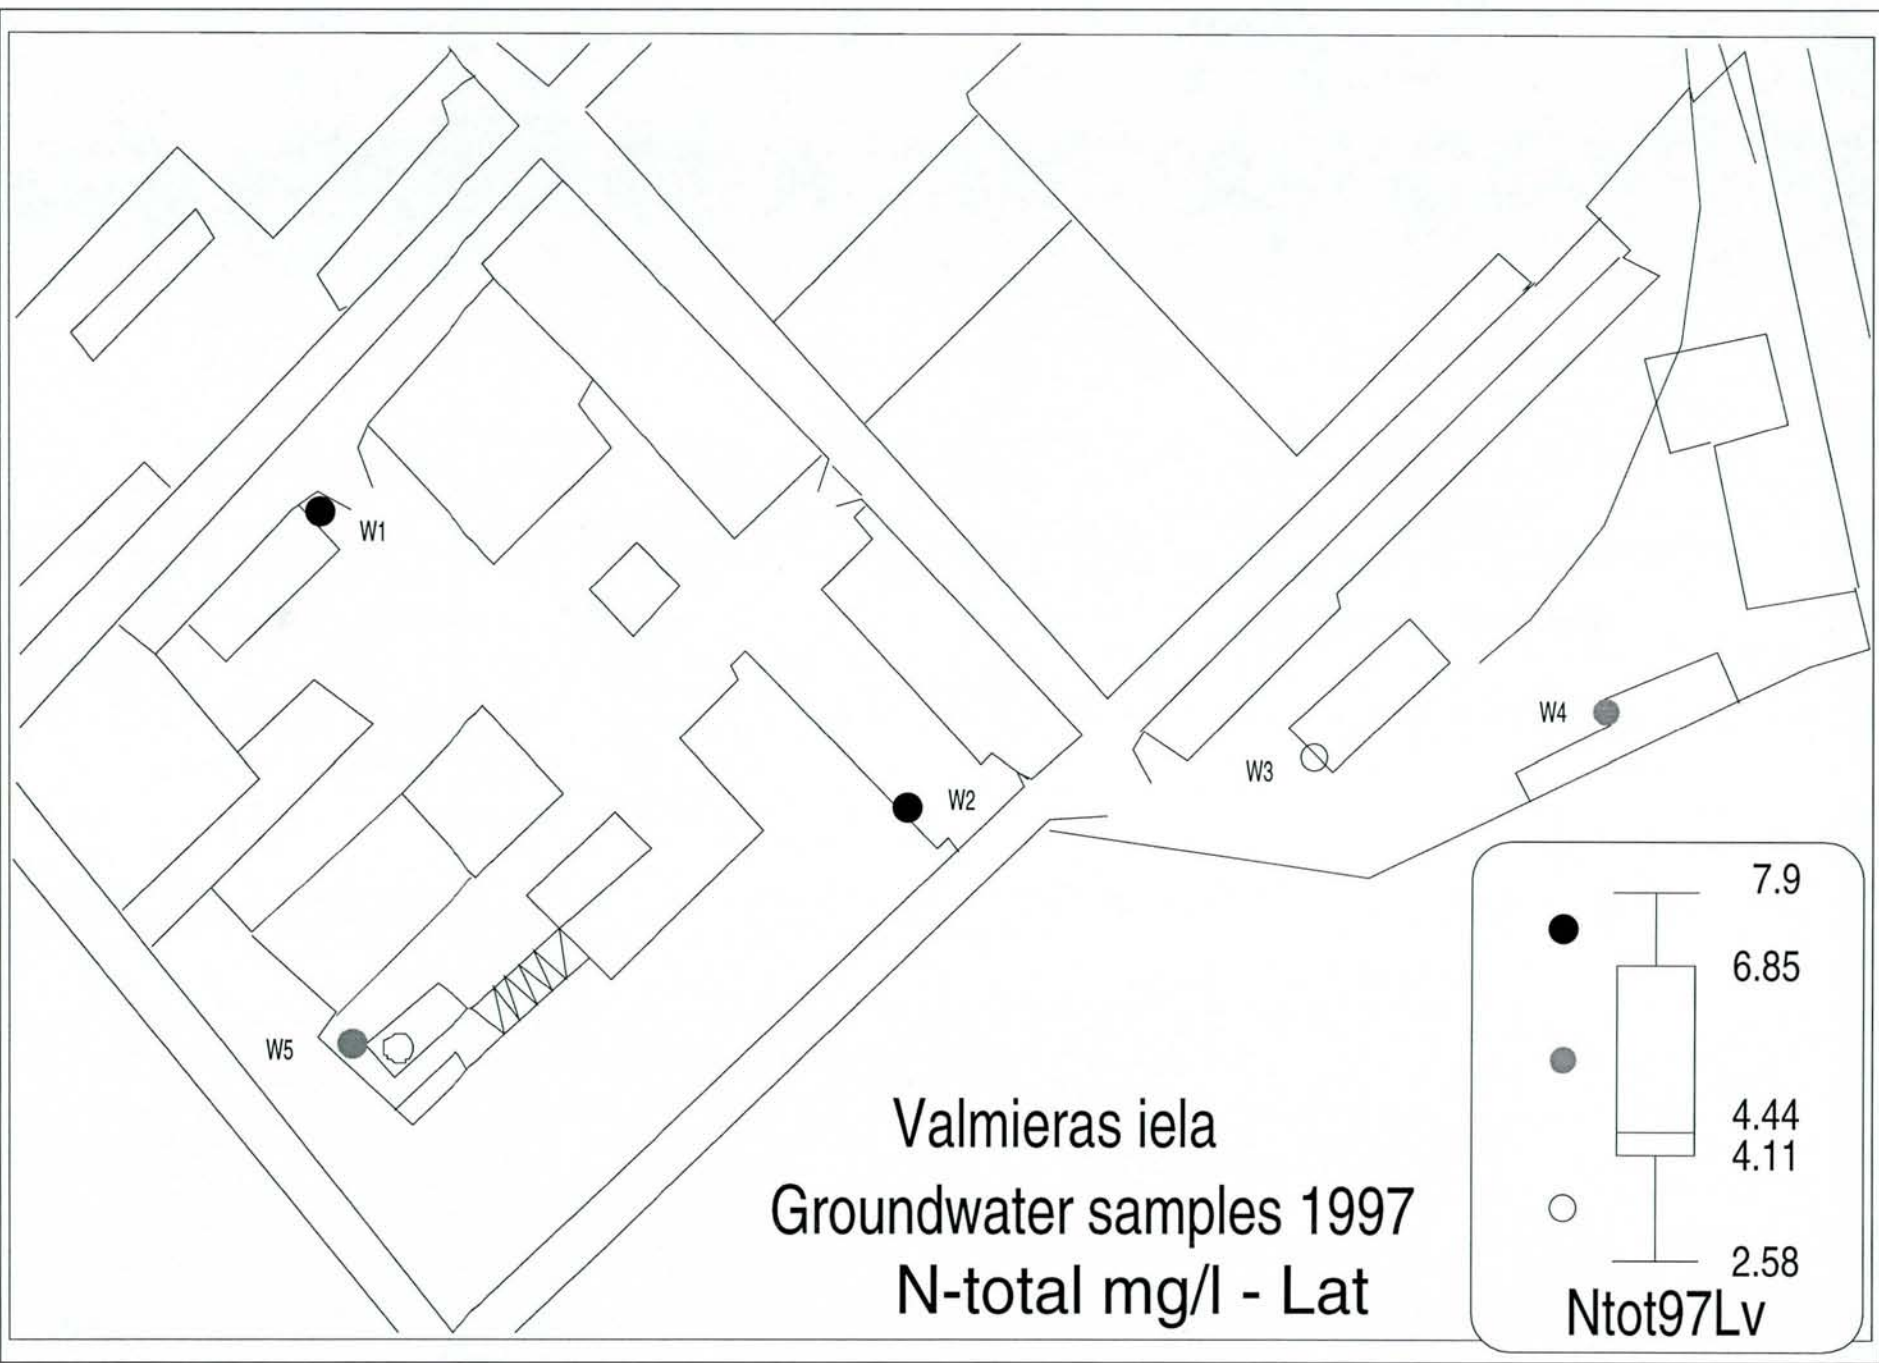 W1
W2
W3
W4
W5
Valmieras iela
Groundwater samples 1997
N-total mg/l - Lat
7.9
6.85
4.44
4.11
2.58
Ntot97Lv